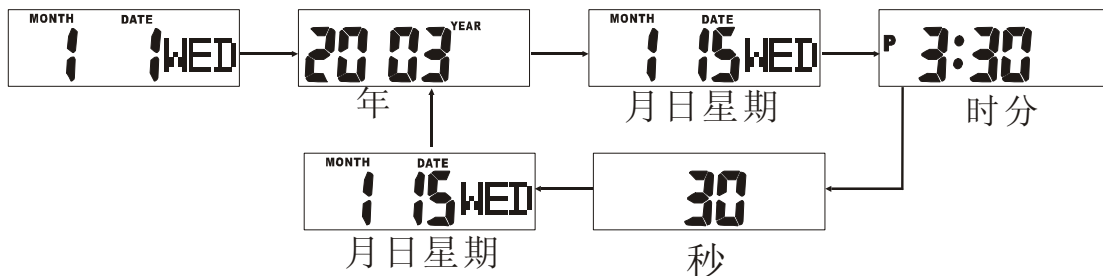 MONTH DATE
1 1WED
20 03 YEAR
年
MONTH DATE
1 15WED
月日星期
P 3:30
时分
MONTH DATE
1 15WED
月日星期
30
秒